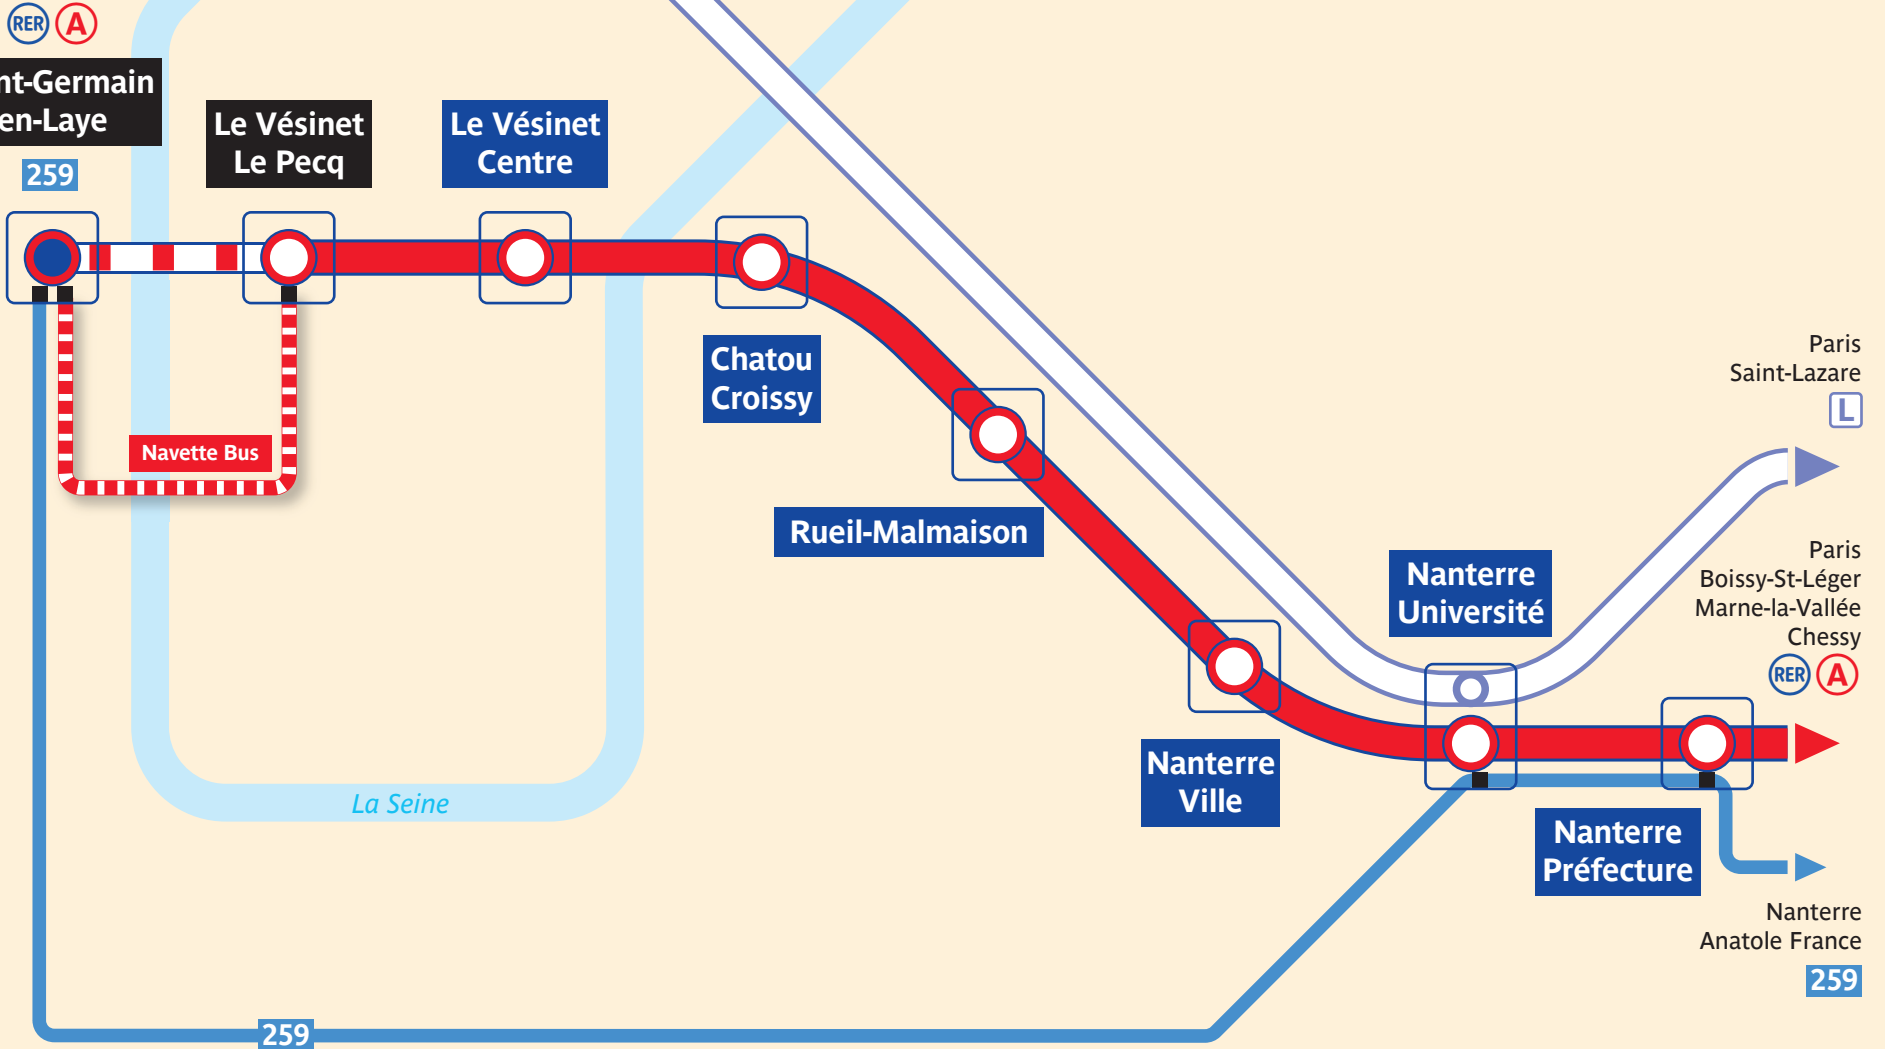 RER A
nt-Germain
en-Laye
259
Le Vésinet
Le Pecq
Le Vésinet
Centre
Chatou
Croissy
Navette Bus
Rueil-Malmaison
Paris
Saint-Lazare
L
Nanterre
Université
Paris
Boissy-St-Léger
Marne-la-Vallée
Chessy
RER A
Nanterre
Ville
La Seine
Nanterre
Préfecture
Nanterre
Anatole France
259
259